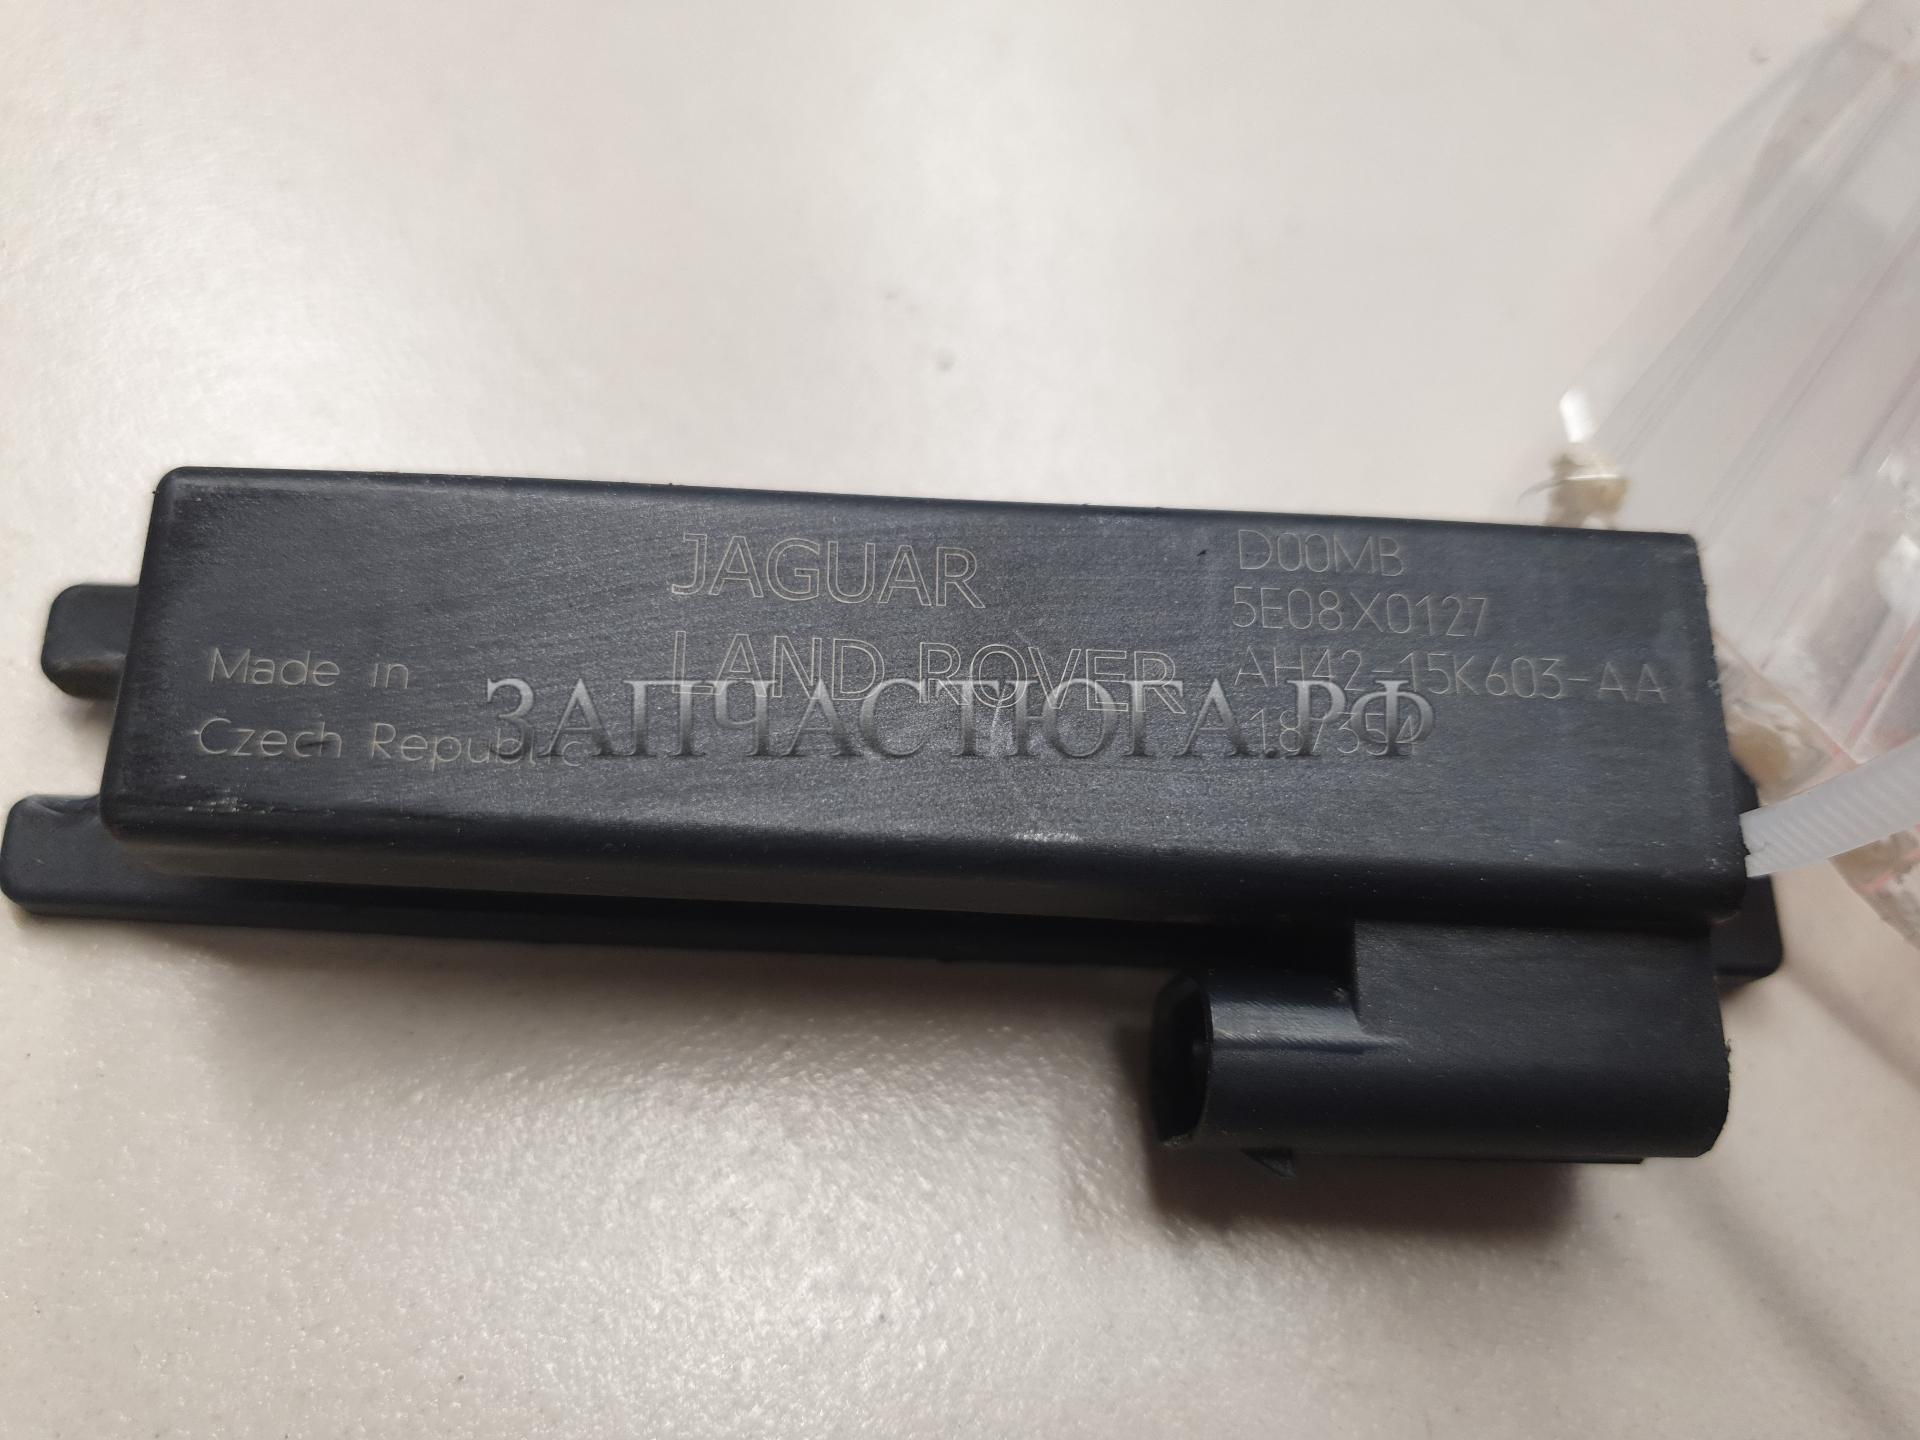 JAGUAR
LAND ROVER
Made in
Czech Republic
D00MB
5E08X0127
AH42-15K603-AA
ЗАПЧАСТЮГА.РФ